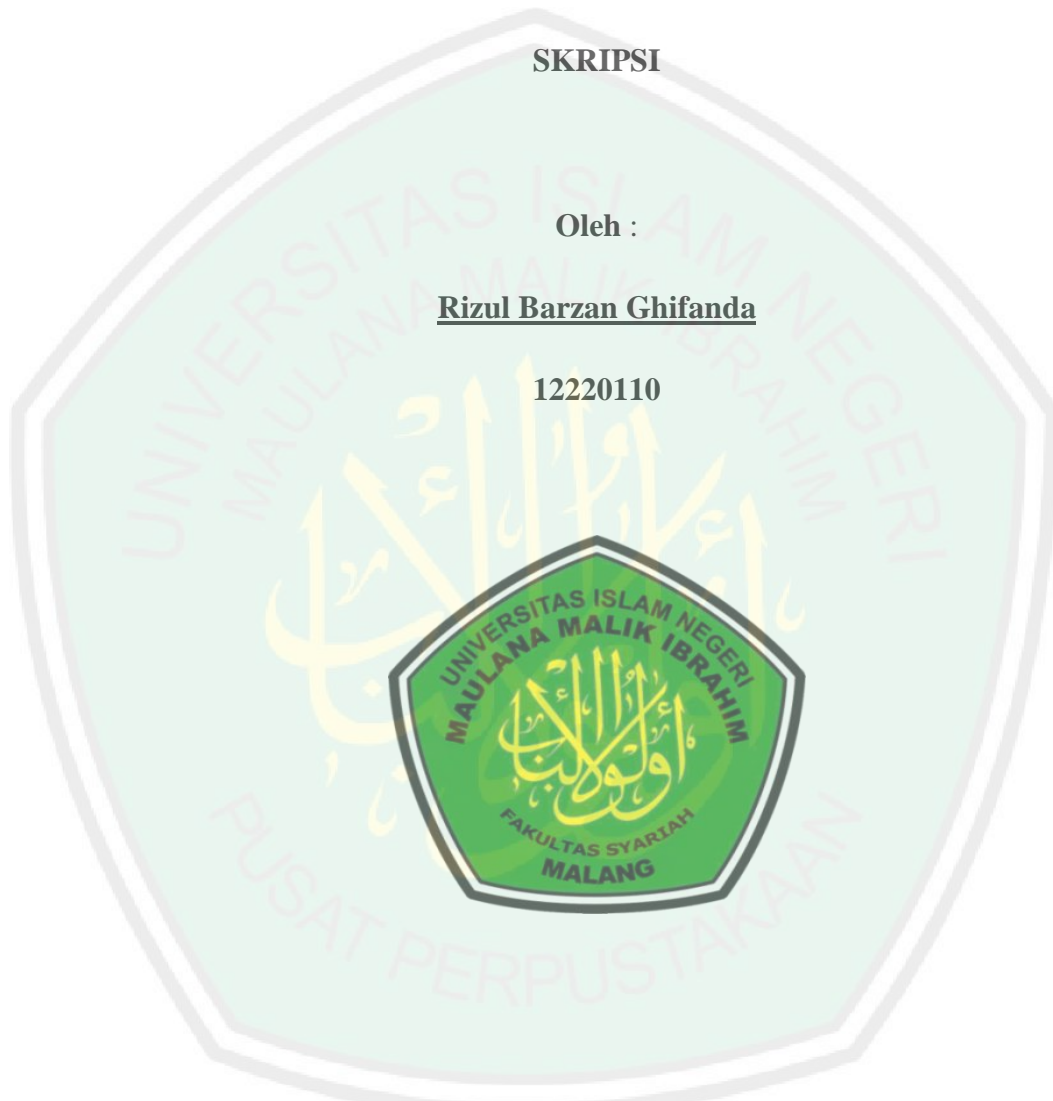 SKRIPSI
Oleh :
Rizul Barzan Ghifanda
12220110
UNIVERSITAS ISLAM NEGERI
MAULANA MALIK IBRAHIM
أولوا الألباب
FAKULTAS SYARIAH
MALANG
UNIVERSITAS ISLAM NEGERI
MAULANA MALIK IBRAHIM
PUSAT PERPUSTAKAAN